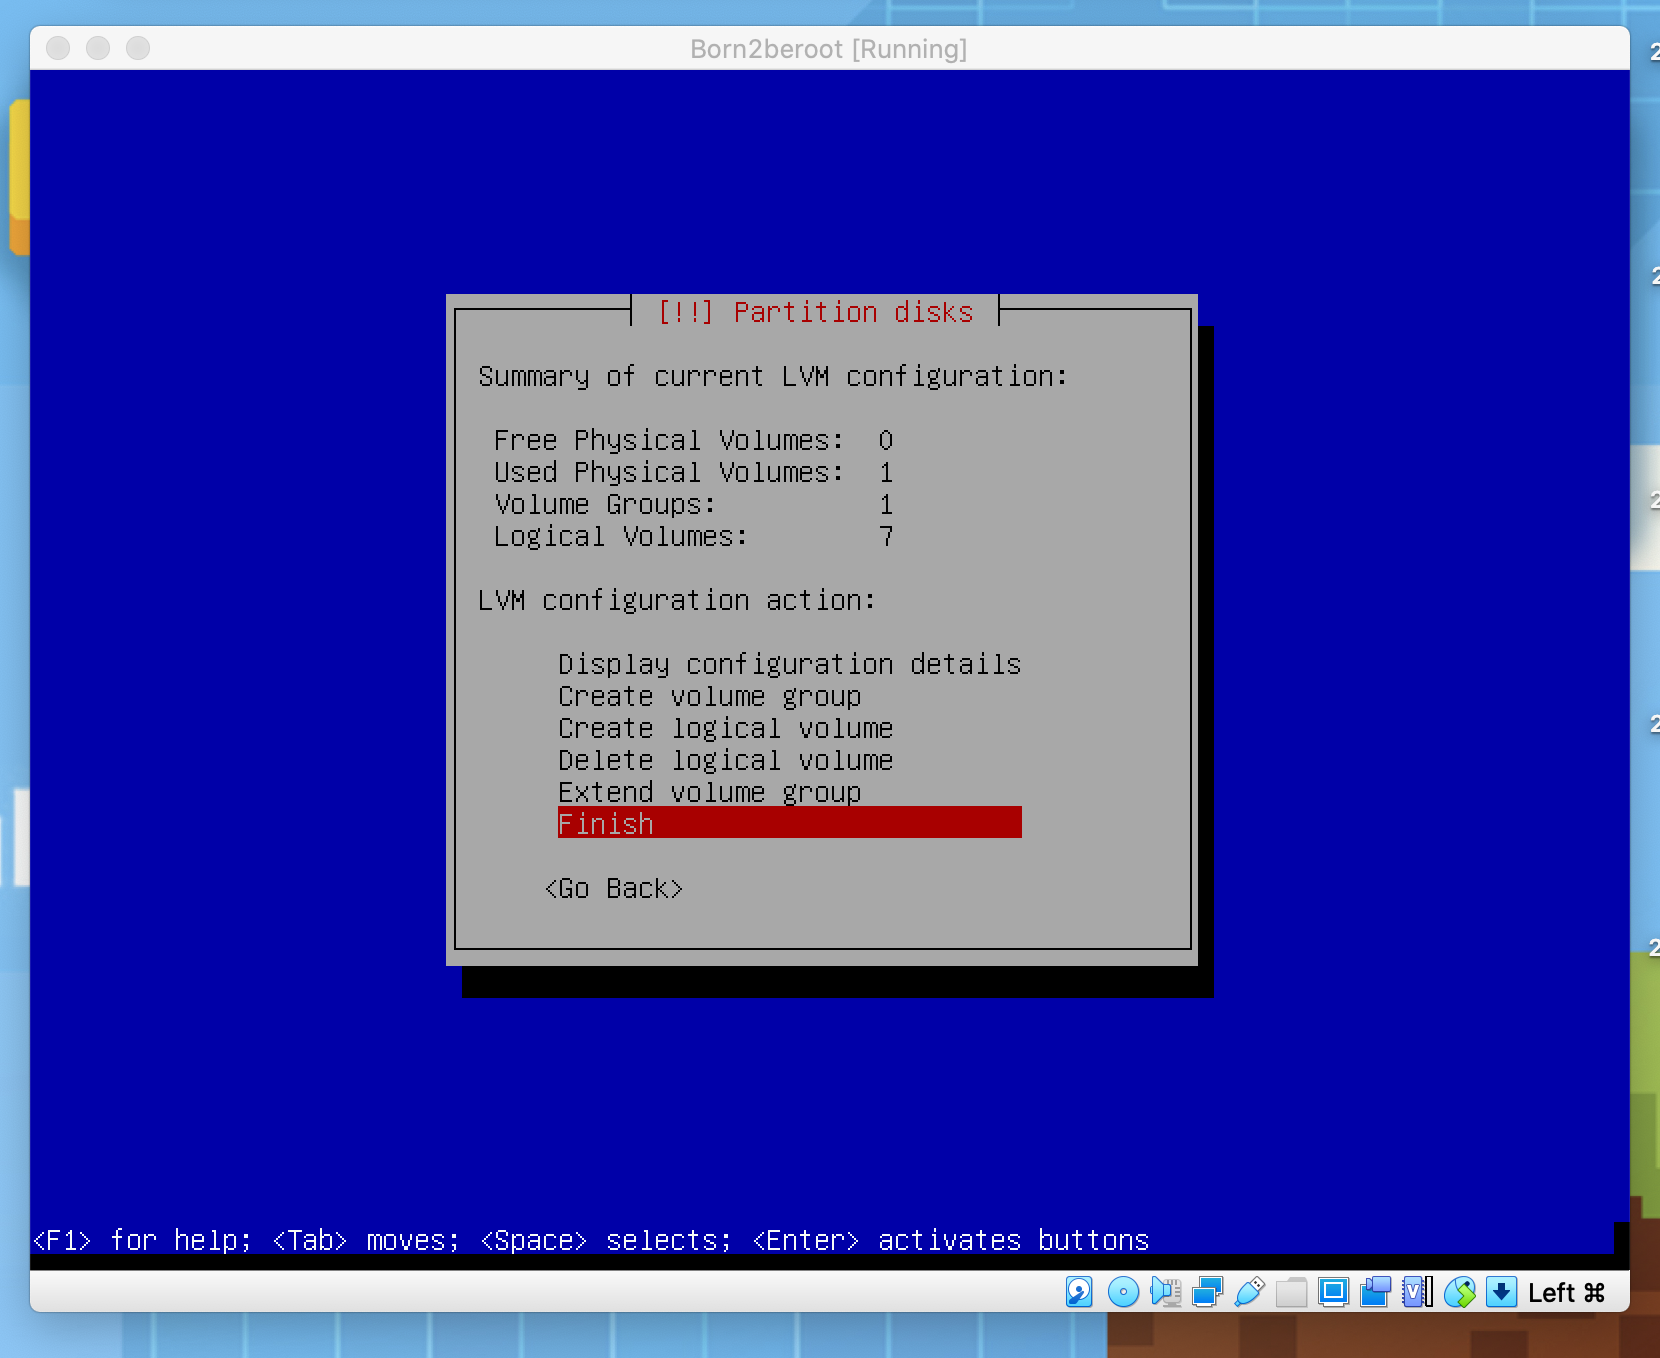 Born2beroot [Running]
[!!] Partition disks
Summary of current LVM configuration:
Free Physical Volumes: 0
Used Physical Volumes: 1
Volume Groups: 1
Logical Volumes: 7
LVM configuration action:
Display configuration details
Create volume group
Create logical volume
Delete logical volume
Extend volume group
Finish
<Go Back>
<F1> for help; <Tab> moves; <Space> selects; <Enter> activates buttons
Left ⌘